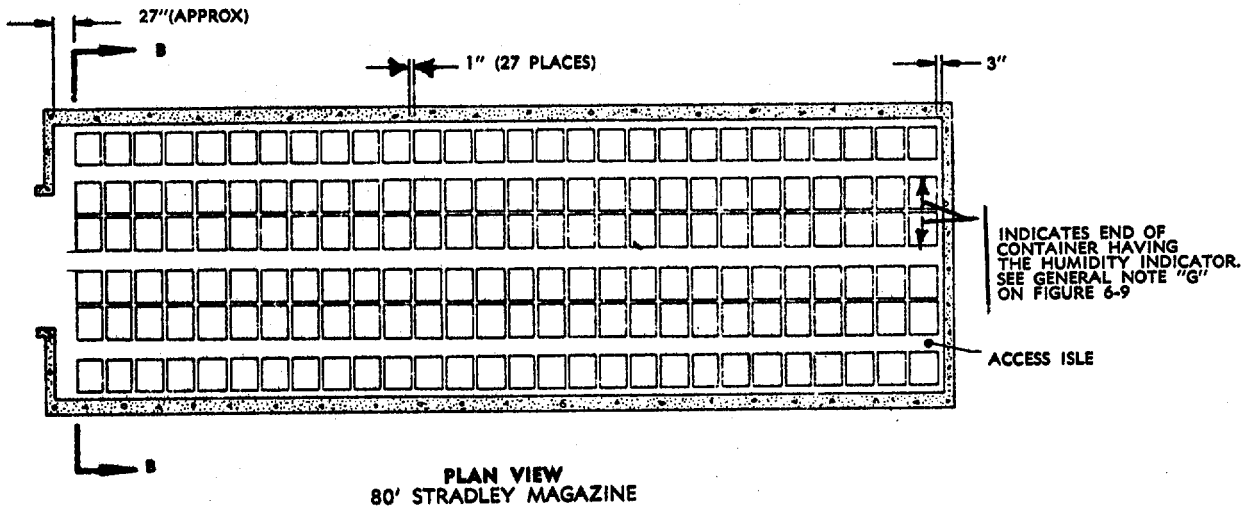 27"(APPROX)
B
1" (27 PLACES)
3"
INDICATES END OF
CONTAINER HAVING
THE HUMIDITY INDICATOR.
SEE GENERAL NOTE "G"
ON FIGURE 6-9
ACCESS ISLE
B
PLAN VIEW
80' STRADLEY MAGAZINE